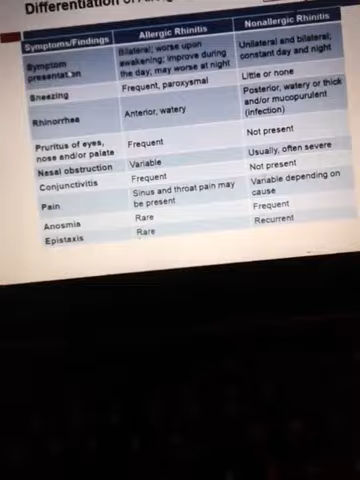 Differentiation of
Symptoms/Findings Allergic Rhinitis Nonallergic Rhinitis
Symptom presentation Bilateral; worse upon awakening; improve during the day; may worse at night Unilateral and bilateral; constant day and night
Sneezing Frequent, paroxysmal Little or none
Rhinorrhea Anterior, watery Posterior, watery or thick and/or mucopurulent (infection)
Pruritus of eyes, nose and/or palate Frequent Not present
Nasal obstruction Variable Usually, often severe
Conjunctivitis Frequent Not present
Pain Sinus and throat pain may be present Variable depending on cause
Anosmia Rare Frequent
Epistaxis Rare Recurrent